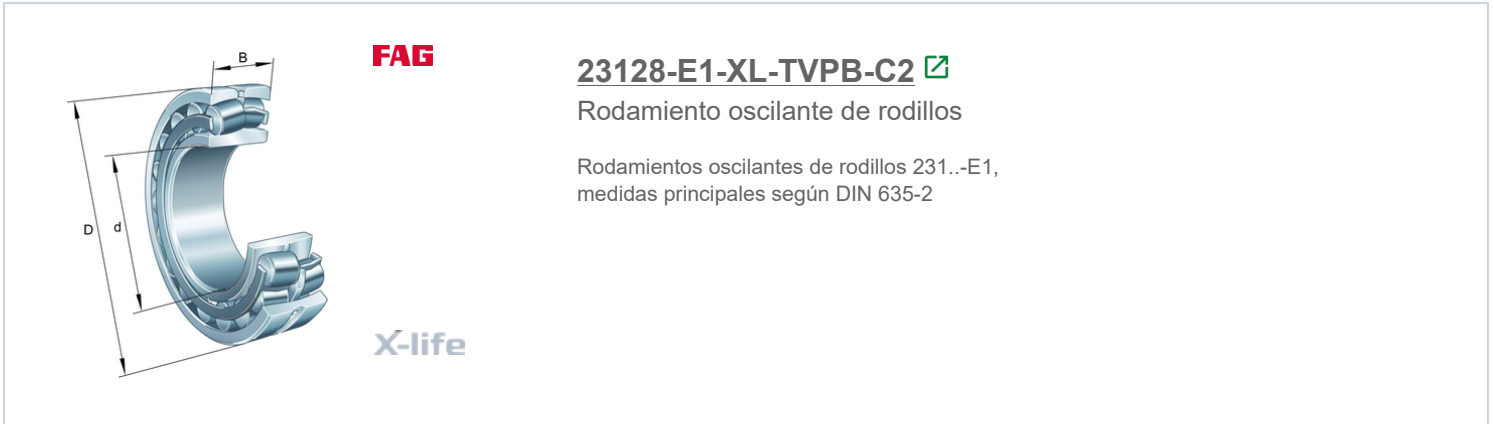 FAG
B
D
d
X-life
23128-E1-XL-TVPB-C2
Rodamiento oscilante de rodillos
Rodamientos oscilantes de rodillos 231..-E1,
medidas principales según DIN 635-2